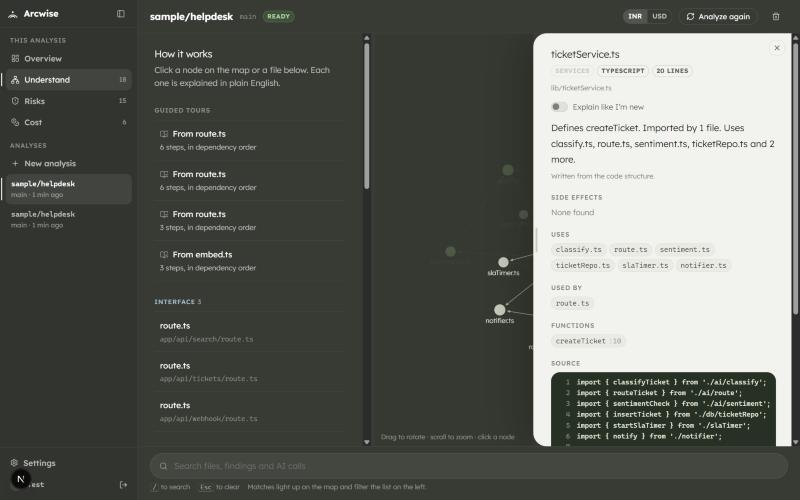 Arcwise
sample/helpdesk main READY
INR USD
Analyze again
THIS ANALYSIS
Overview
Understand 18
Risks 15
Cost 6
ANALYSES
New analysis
sample/helpdesk
main · 1 min ago
sample/helpdesk
main · 1 min ago
Settings
N
How it works
Click a node on the map or a file below. Each
one is explained in plain English.
GUIDED TOURS
From route.ts
6 steps, in dependency order
From route.ts
6 steps, in dependency order
From route.ts
3 steps, in dependency order
From embed.ts
3 steps, in dependency order
INTERFACE 3
route.ts
app/api/search/route.ts
route.ts
app/api/tickets/route.ts
route.ts
app/api/webhook/route.ts
slaTimer.ts
notifier.ts
Drag to rotate · scroll to zoom · click a node
ticketService.ts
SERVICES TYPESCRIPT 20 LINES
lib/ticketService.ts
Explain like I'm new
Defines createTicket. Imported by 1 file. Uses
classify.ts, route.ts, sentiment.ts, ticketRepo.ts and 2
more.
Written from the code structure.
SIDE EFFECTS
None found
USES
classify.ts route.ts sentiment.ts
ticketRepo.ts slaTimer.ts notifier.ts
USED BY
route.ts
FUNCTIONS
createTicket :10
SOURCE
1 import { classifyTicket } from './ai/classify';
2 import { routeTicket } from './ai/route';
3 import { sentimentCheck } from './ai/sentiment';
4 import { insertTicket } from './db/ticketRepo';
5 import { startSlaTimer } from './slaTimer';
6 import { notify } from './notifier';
Search files, findings and AI calls
/ to search Esc to clear Matches light up on the map and filter the list on the left.